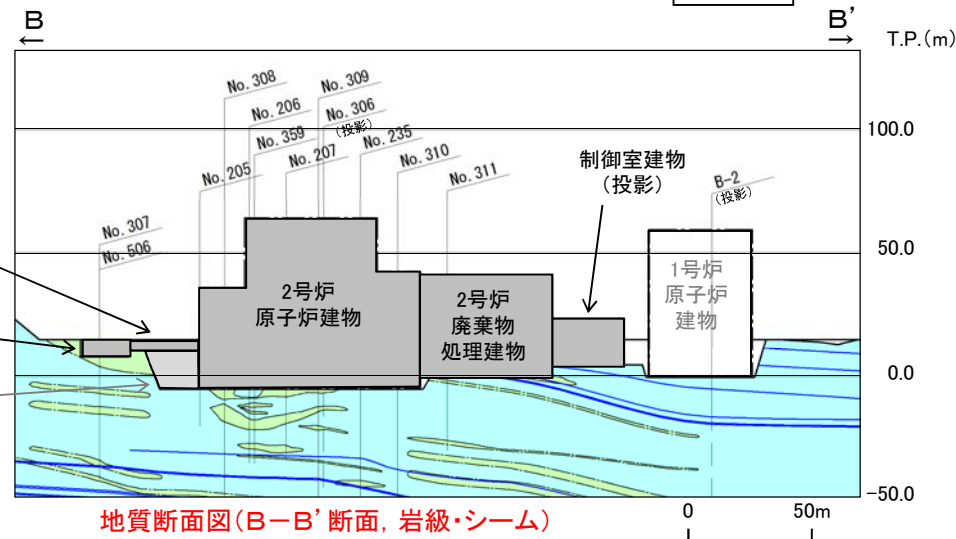 B
B’
T.P.(m)
No. 308
No. 309
No. 206
No. 306
(投影)
No. 359
No. 235
100.0
No. 205
No. 207
No. 310
No. 311
制御室建物
(投影)
B-2
(投影)
No. 307
No. 506
50.0
2号炉
原子炉建物
2号炉
廃棄物
処理建物
1号炉
原子炉
建物
0.0
-50.0
地質断面図(B-B’断面, 岩級・シーム)
0
50m